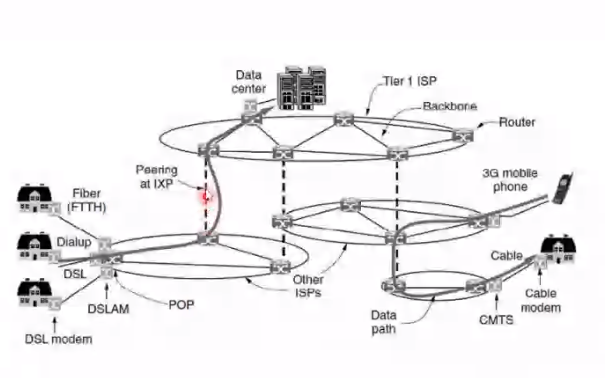 Data
center
Tier 1 ISP
Backbone
Router
Peering
at IXP
3G mobile
phone
Fiber
(FTTH)
Dialup
DSL
Cable
Other
ISPs
POP
DSLAM
Data
path
CMTS
Cable
modem
DSL modem